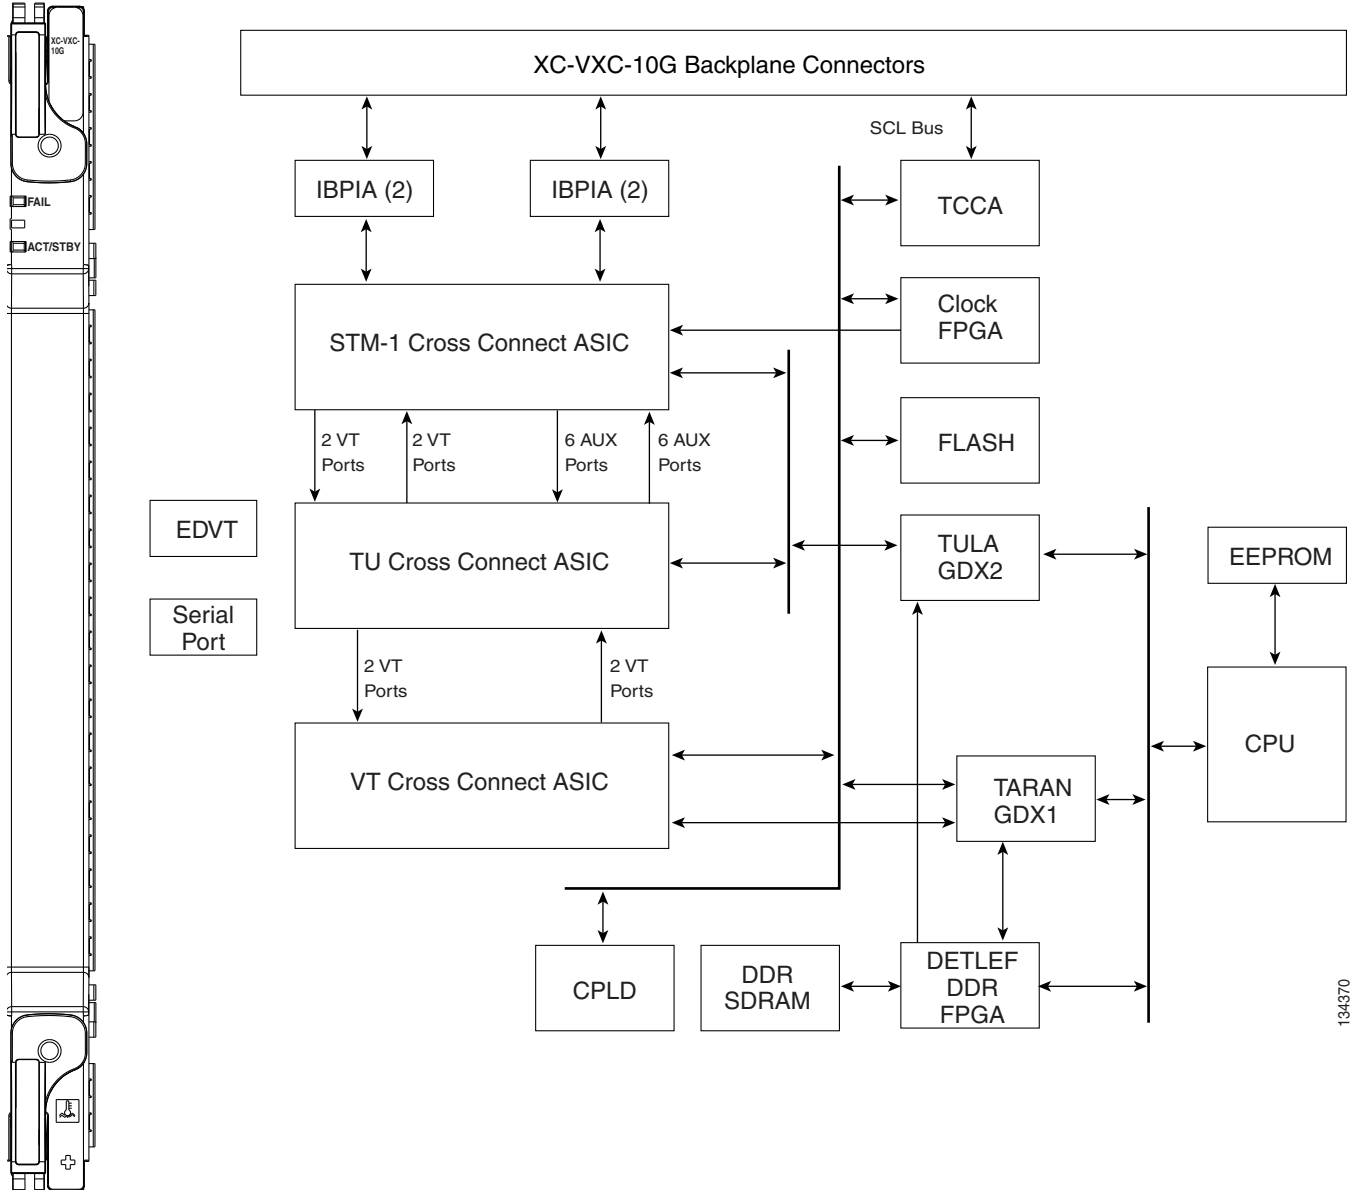 XC-VXC-
10G
FAIL
ACT/STBY
XC-VXC-10G Backplane Connectors
SCL Bus
IBPIA (2)
IBPIA (2)
TCCA
Clock
FPGA
STM-1 Cross Connect ASIC
2 VT
Ports
2 VT
Ports
6 AUX
Ports
6 AUX
Ports
FLASH
EDVT
TU Cross Connect ASIC
TULA
GDX2
EEPROM
Serial
Port
2 VT
Ports
2 VT
Ports
VT Cross Connect ASIC
TARAN
GDX1
CPU
CPLD
DDR
SDRAM
DETLEF
DDR
FPGA
134370